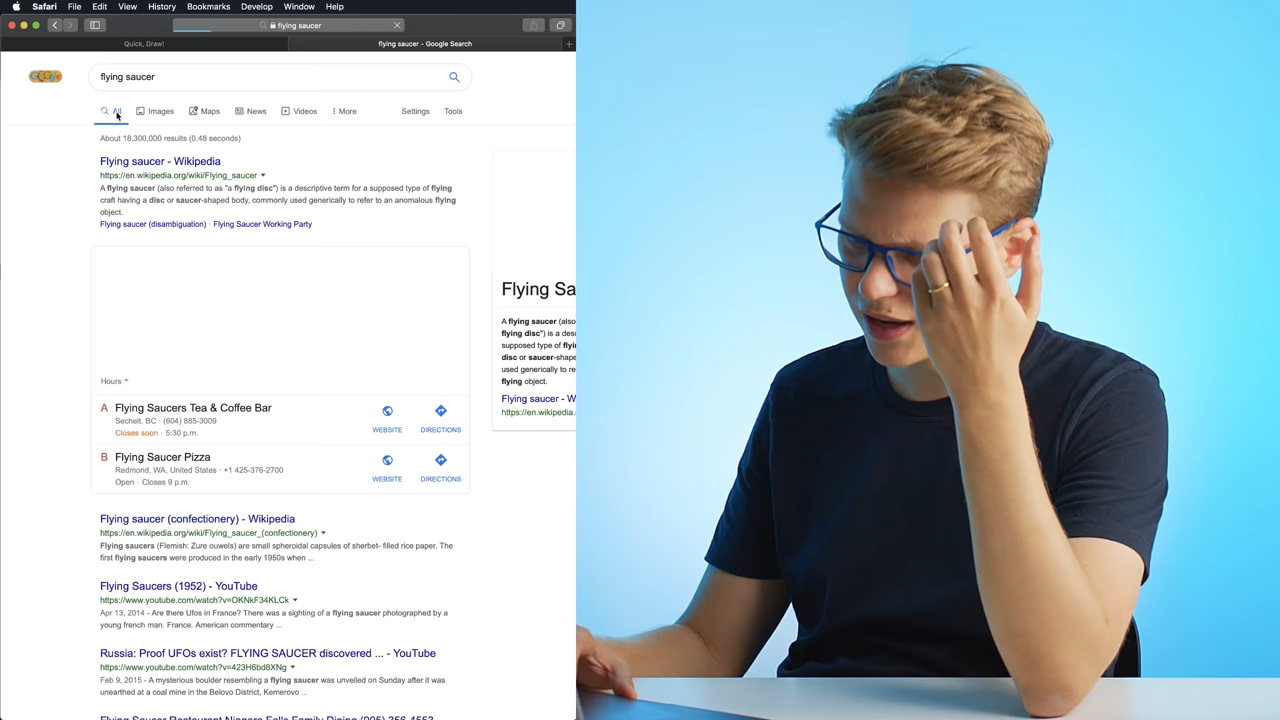 Safari File Edit View History Bookmarks Develop Window Help
flying saucer
Quick, Draw!
flying saucer - Google Search
flying saucer
All Images Maps News Videos More Settings Tools
About 18,300,000 results (0.48 seconds)
Flying saucer - Wikipedia
https://en.wikipedia.org/wiki/Flying_saucer
A flying saucer (also referred to as "a flying disc") is a descriptive term for a supposed type of flying
craft having a disc or saucer-shaped body, commonly used generically to refer to an anomalous flying
object.
Flying saucer (disambiguation) · Flying Saucer Working Party
Hours
A Flying Saucers Tea & Coffee Bar
Sechelt, BC · (604) 885-3009
Closes soon · 5:30 p.m.
WEBSITE DIRECTIONS
B Flying Saucer Pizza
Redmond, WA, United States · +1 425-376-2700
Open · Closes 9 p.m.
WEBSITE DIRECTIONS
Flying saucer (confectionery) - Wikipedia
https://en.wikipedia.org/wiki/Flying_saucer_(confectionery)
Flying saucers (Flemish: Zure ouwels) are small spheroidal capsules of sherbet- filled rice paper. The
first flying saucers were produced in the early 1950s when ...
Flying Saucers (1952) - YouTube
https://www.youtube.com/watch?v=OKNkF34KLCk
Apr 13, 2014 - Are there Ufos in France? There was a sighting of a flying saucer photographed by a
young french man. France. American commentary ...
Russia: Proof UFOs exist? FLYING SAUCER discovered ... - YouTube
https://www.youtube.com/watch?v=423H6bd8XNg
Feb 9, 2015 - A mysterious boulder resembling a flying saucer was unveiled on Sunday after it was
unearthed at a coal mine in the Belovo District, Kemerovo ...
Flying Saucer Restaurant Niagara Falls Family Dining (905) 356-4553
Flying Sa
A flying saucer (also
flying disc") is a des
supposed type of flyi
disc or saucer-shape
used generically to re
flying object.
Flying saucer - W
https://en.wikipedia.